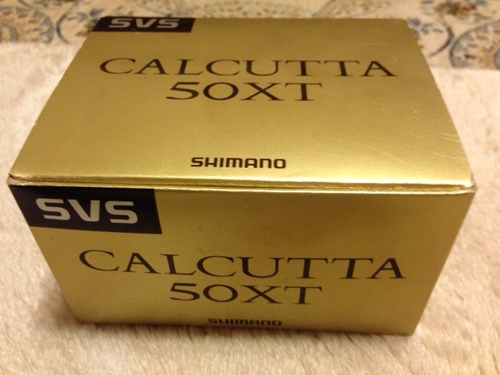 SVS
CALCUTTA
50XT
SHIMANO
SVS
CALCUTTA
50XT
SHIMANO